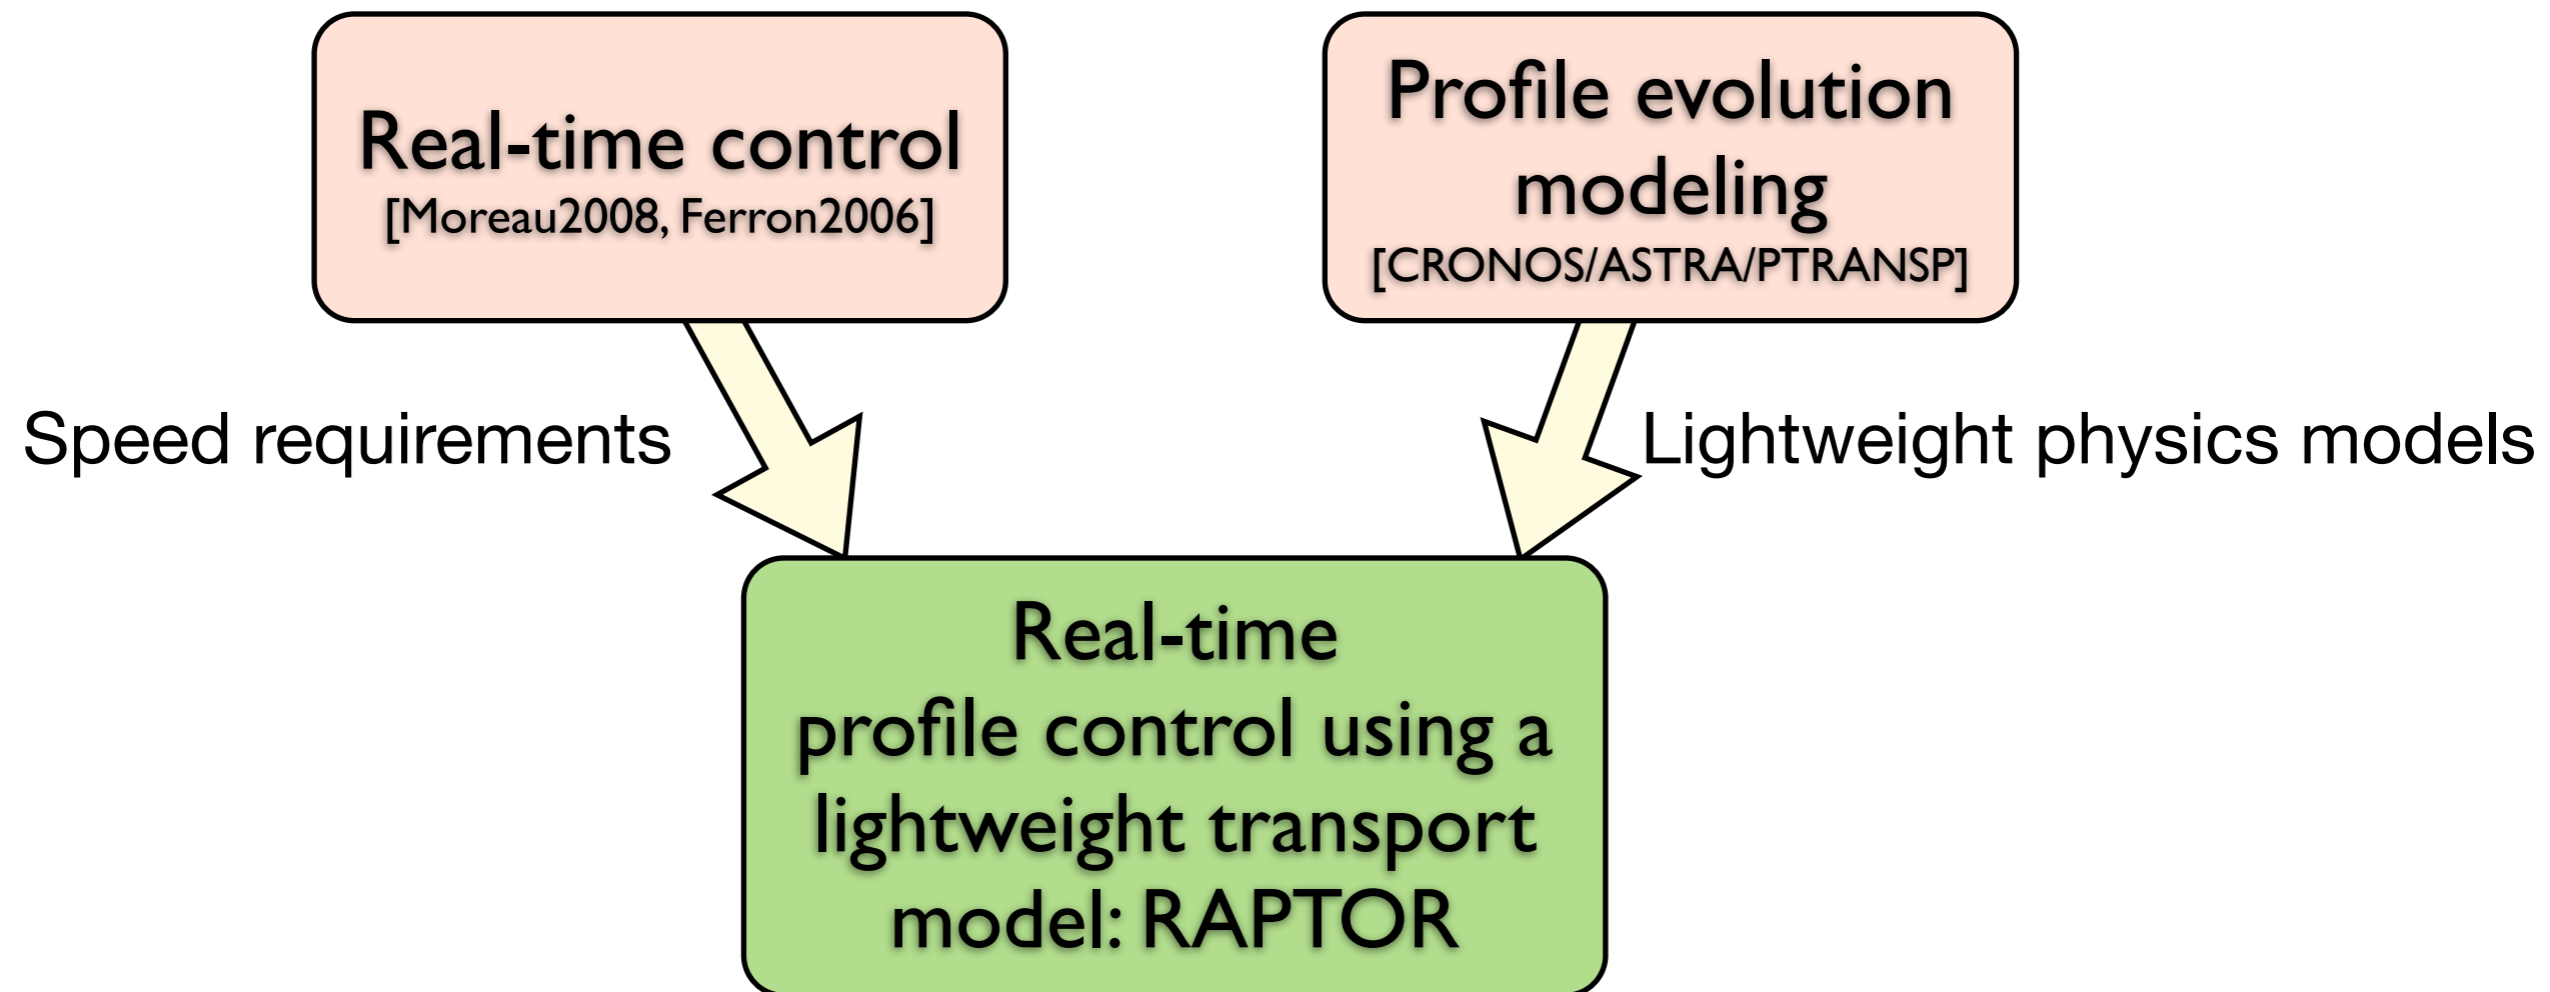 Real-time control
[Moreau2008, Ferron2006]
Profile evolution
modeling
[CRONOS/ASTRA/PTRANSP]
Speed requirements
Lightweight physics models
Real-time
profile control using a
lightweight transport
model: RAPTOR